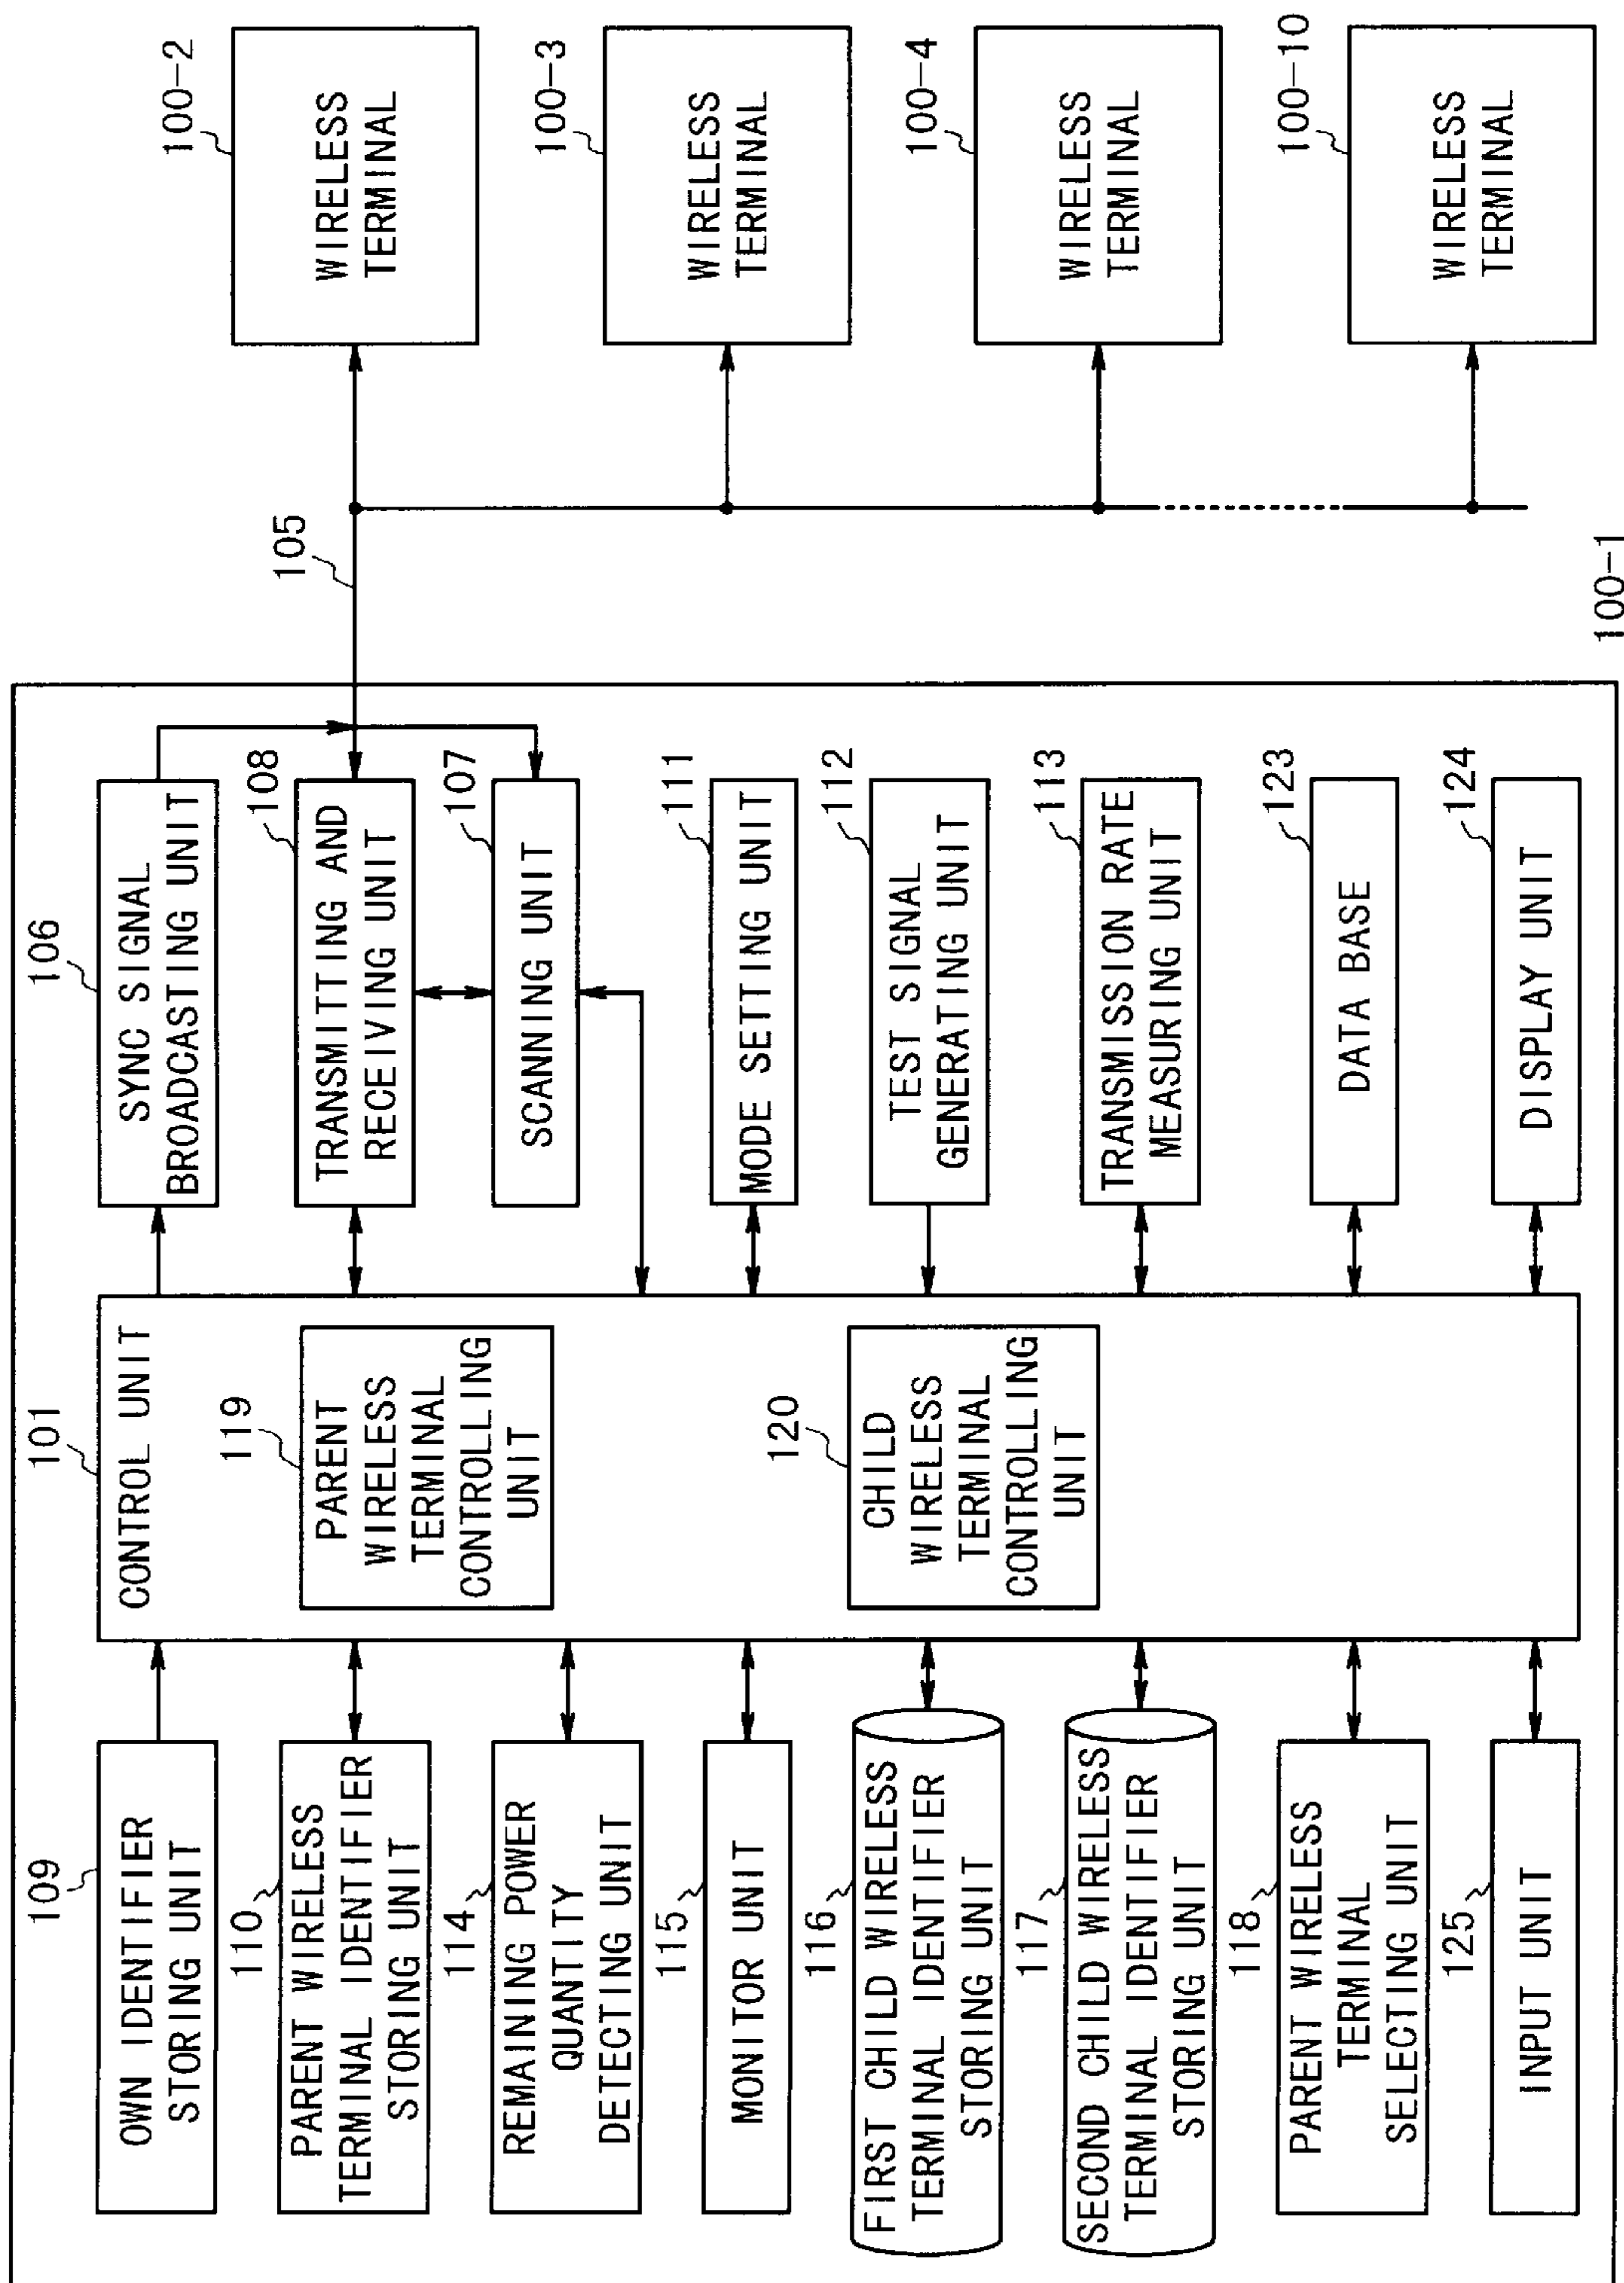 109
OWN IDENTIFIER
STORING UNIT
110
PARENT WIRELESS
TERMINAL IDENTIFIER
STORING UNIT
114
REMAINING POWER
QUANTITY
DETECTING UNIT
115
MONITOR UNIT
116
FIRST CHILD WIRELESS
TERMINAL IDENTIFIER
STORING UNIT
117
SECOND CHILD WIRELESS
TERMINAL IDENTIFIER
STORING UNIT
118
PARENT WIRELESS
TERMINAL
SELECTING UNIT
125
INPUT UNIT
101
CONTROL UNIT
119
PARENT
WIRELESS
TERMINAL
CONTROLLING
UNIT
120
CHILD
WIRELESS
TERMINAL
CONTROLLING
UNIT
106
SYNC SIGNAL
BROADCASTING UNIT
108
TRANSMITTING AND
RECEIVING UNIT
107
SCANNING UNIT
111
MODE SETTING UNIT
112
TEST SIGNAL
GENERATING UNIT
113
TRANSMISSION RATE
MEASURING UNIT
123
DATA BASE
124
DISPLAY UNIT
105
100-1
100-2
WIRELESS
TERMINAL
100-3
WIRELESS
TERMINAL
100-4
WIRELESS
TERMINAL
100-10
WIRELESS
TERMINAL